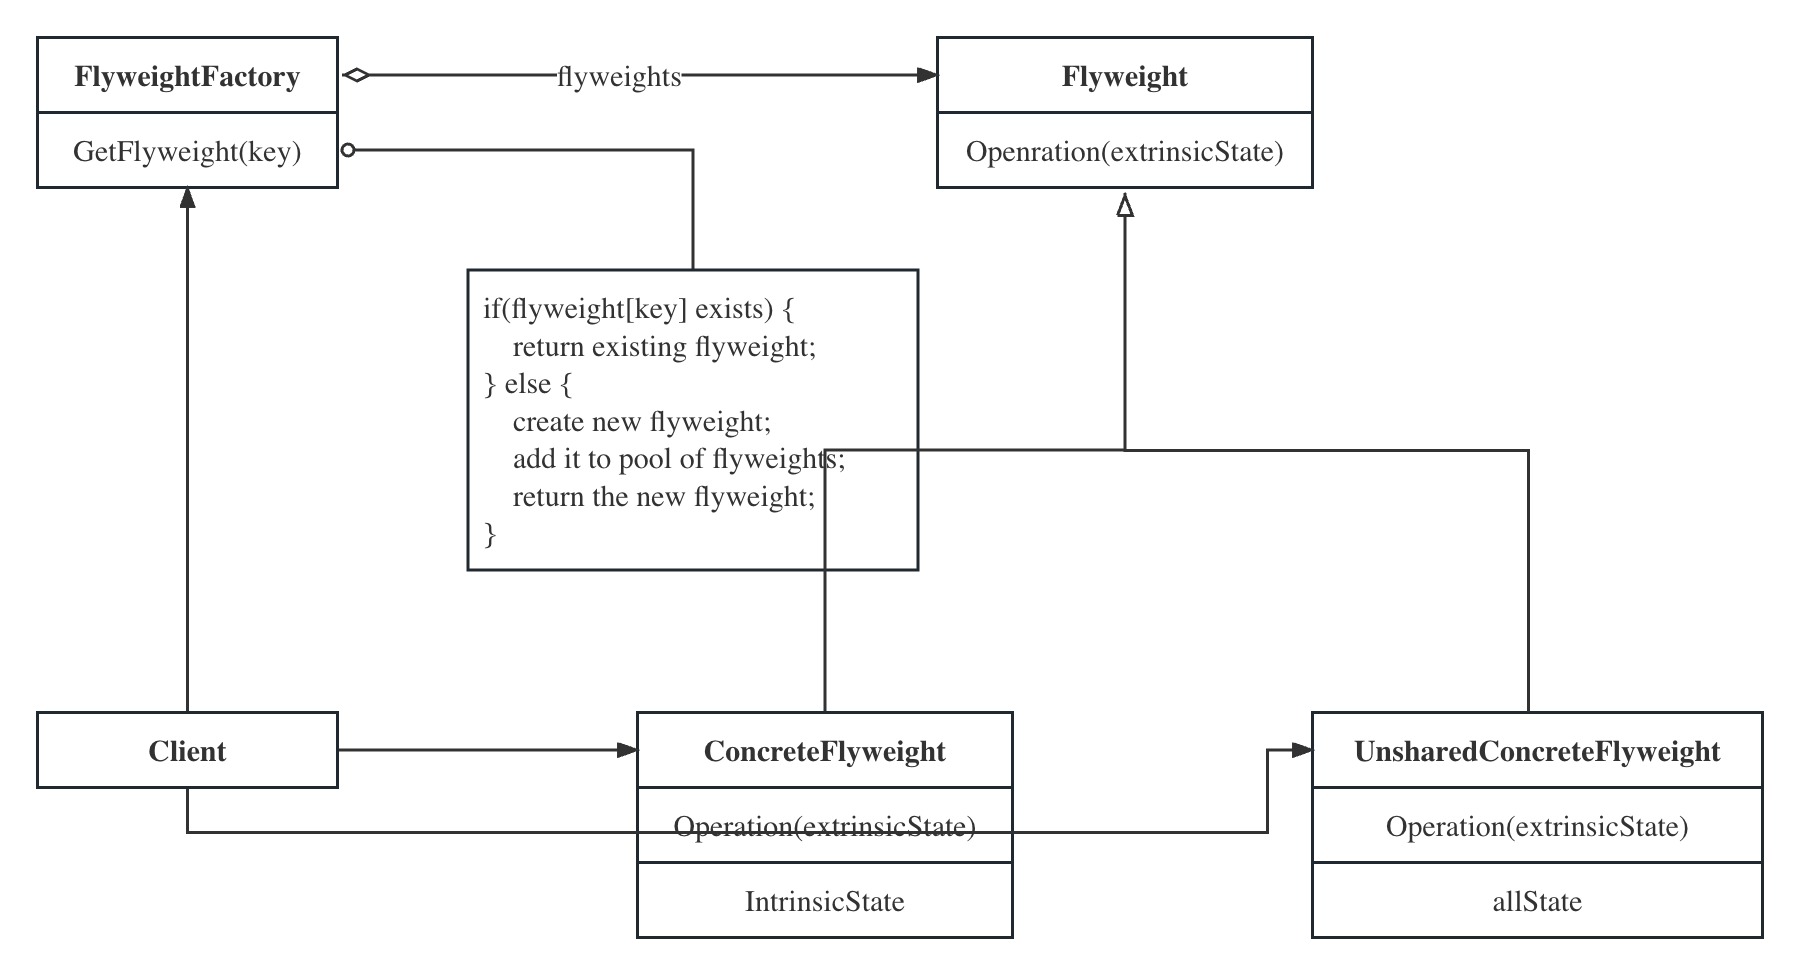 FlyweightFactory
flyweights
Flyweight
GetFlyweight(key)
Openration(extrinsicState)
if(flyweight[key] exists) {
return existing flyweight;
} else {
create new flyweight;
add it to pool of flyweights;
return the new flyweight;
}
Client
ConcreteFlyweight
UnsharedConcreteFlyweight
Operation(extrinsicState)
Operation(extrinsicState)
IntrinsicState
allState